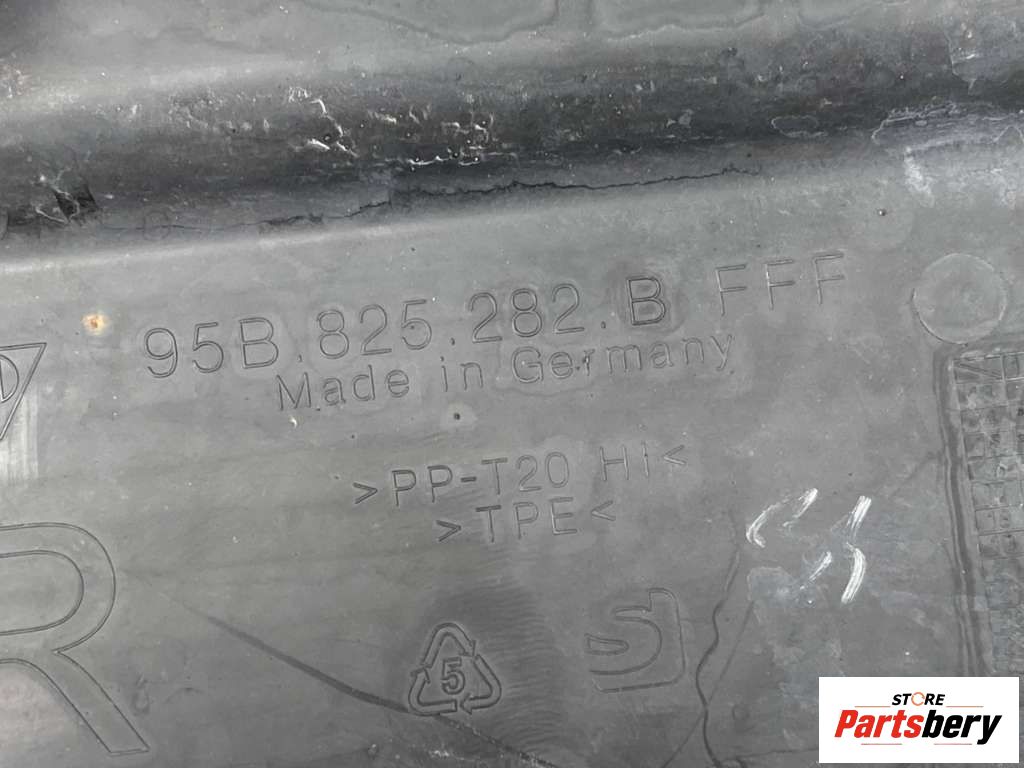 95B.825.282.B FFF
Made in Germany
>PP-T20 HI<
>TPE<
R
5
STORE
Partsbery